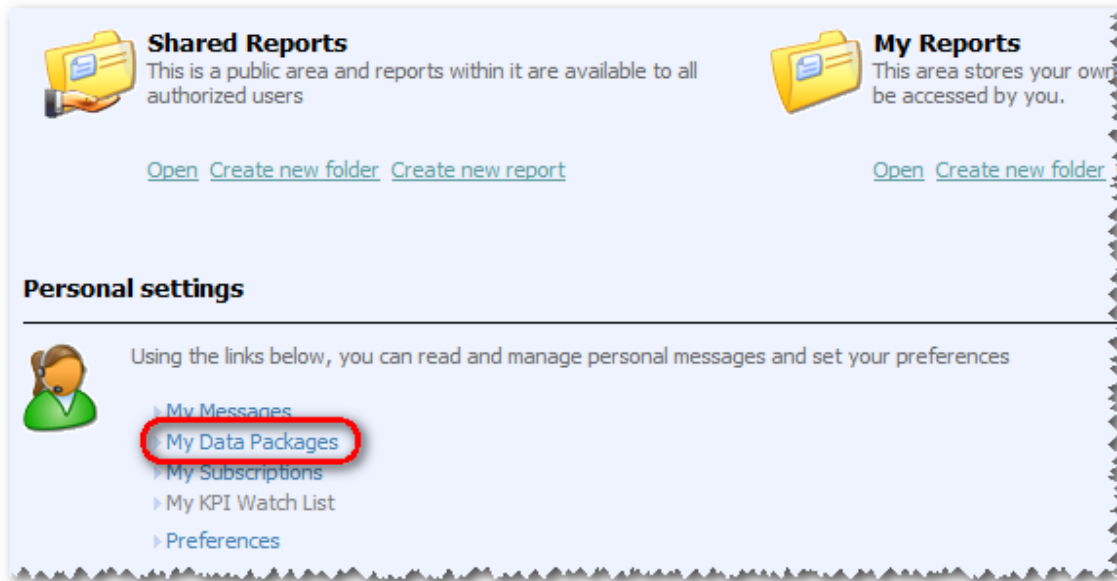 Shared Reports
This is a public area and reports within it are available to all
authorized users
Open Create new folder Create new report
My Reports
This area stores your own
be accessed by you.
Open Create new folder
Personal settings
Using the links below, you can read and manage personal messages and set your preferences
My Messages
My Data Packages
My Subscriptions
My KPI Watch List
Preferences